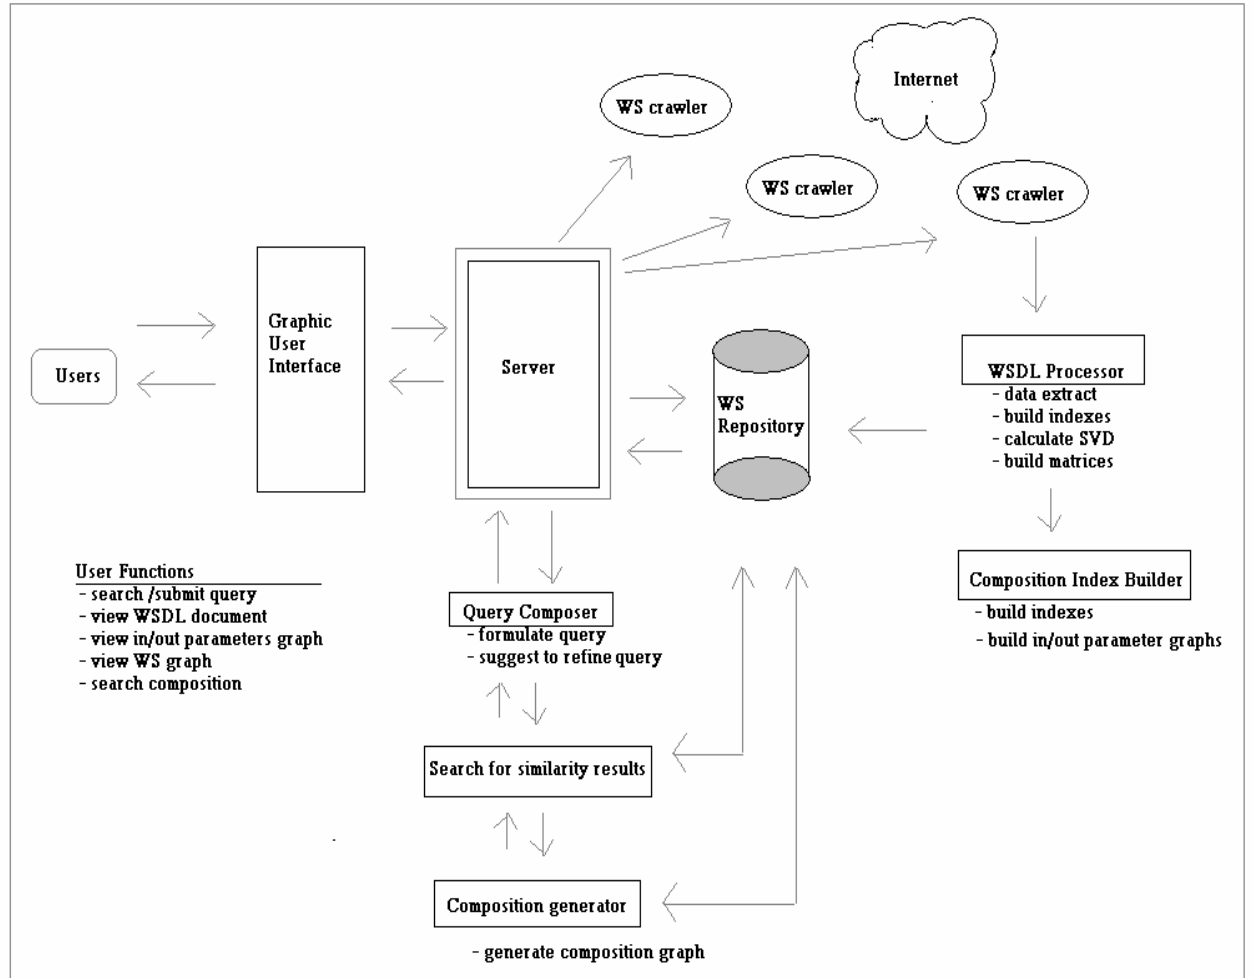 Internet
WS crawler
WS crawler
WS crawler
Graphic
User
Interface
Server
Users
WS
Repository
WSDL Processor
- data extract
- build indexes
- calculate SVD
- build matrices
Composition Index Builder
- build indexes
- build in/out parameter graphs
User Functions
- search /submit query
- view WSDL document
- view in/out parameters graph
- view WS graph
- search composition
Query Composer
- formulate query
- suggest to refine query
Search for similarity results
Composition generator
- generate composition graph